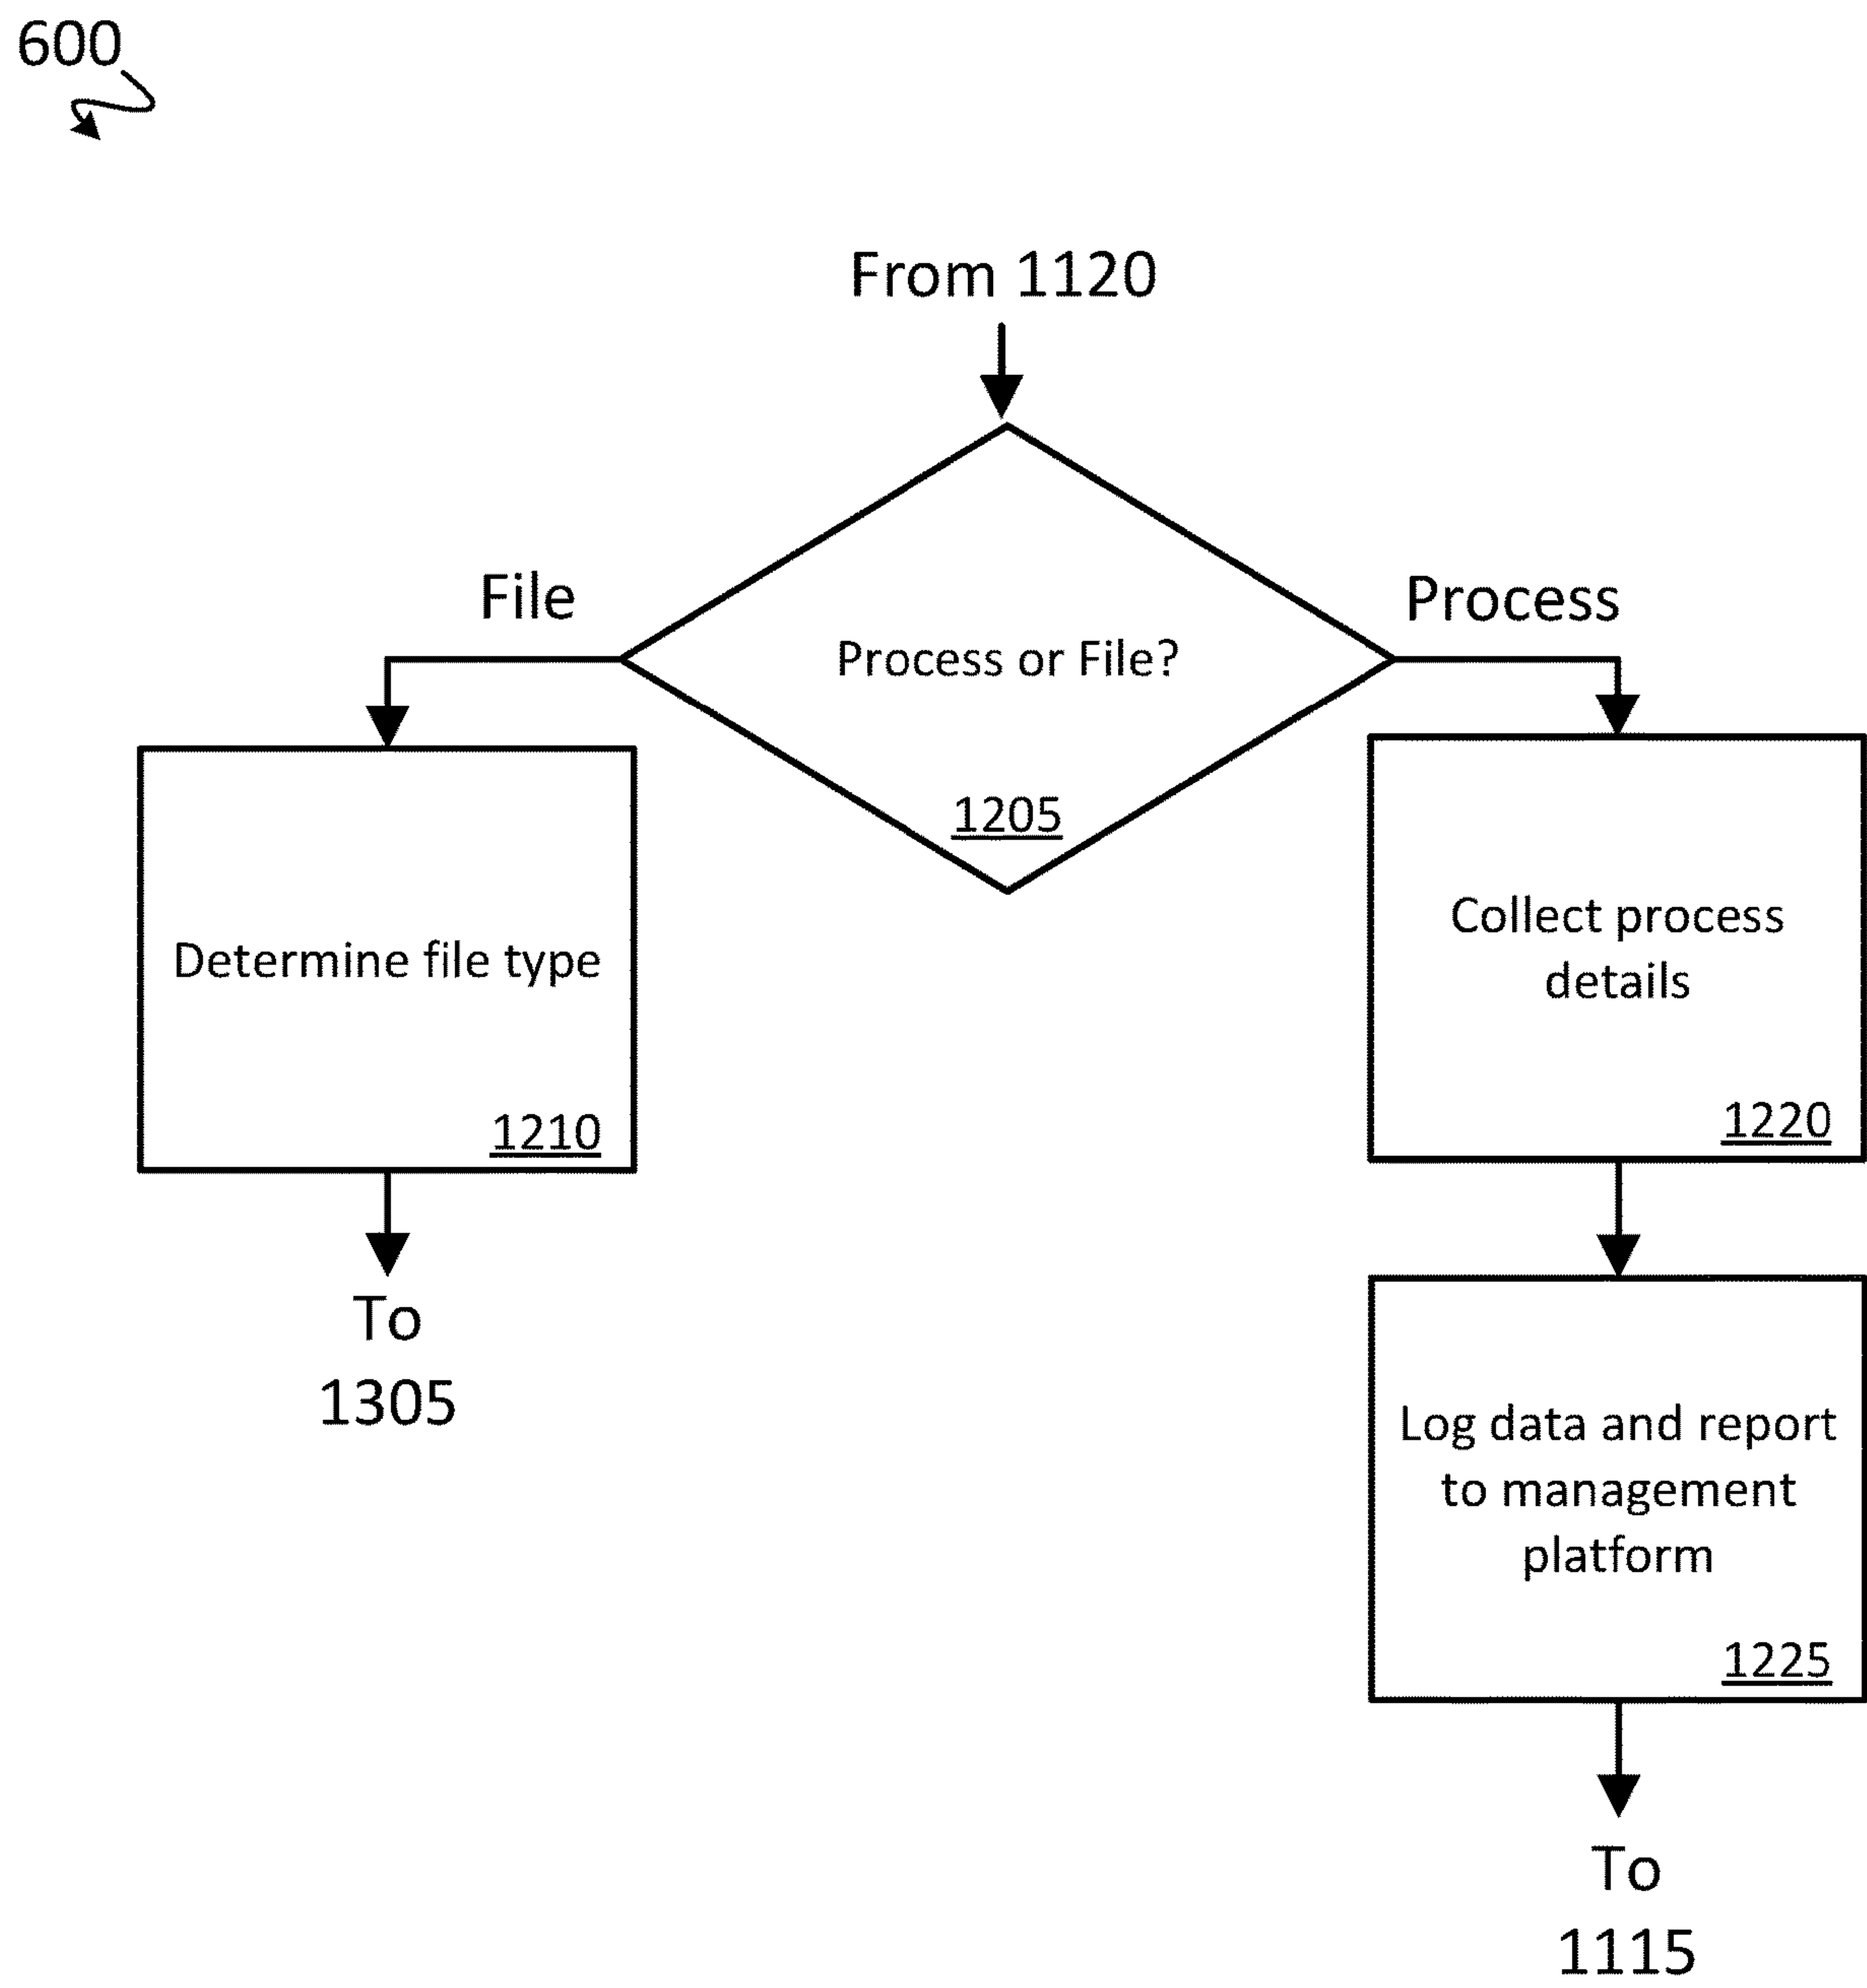 600
From 1120
File
Process
Process or File?
1205
Determine file type
1210
To
1305
Collect process
details
1220
Log data and report
to management
platform
1225
To
1115